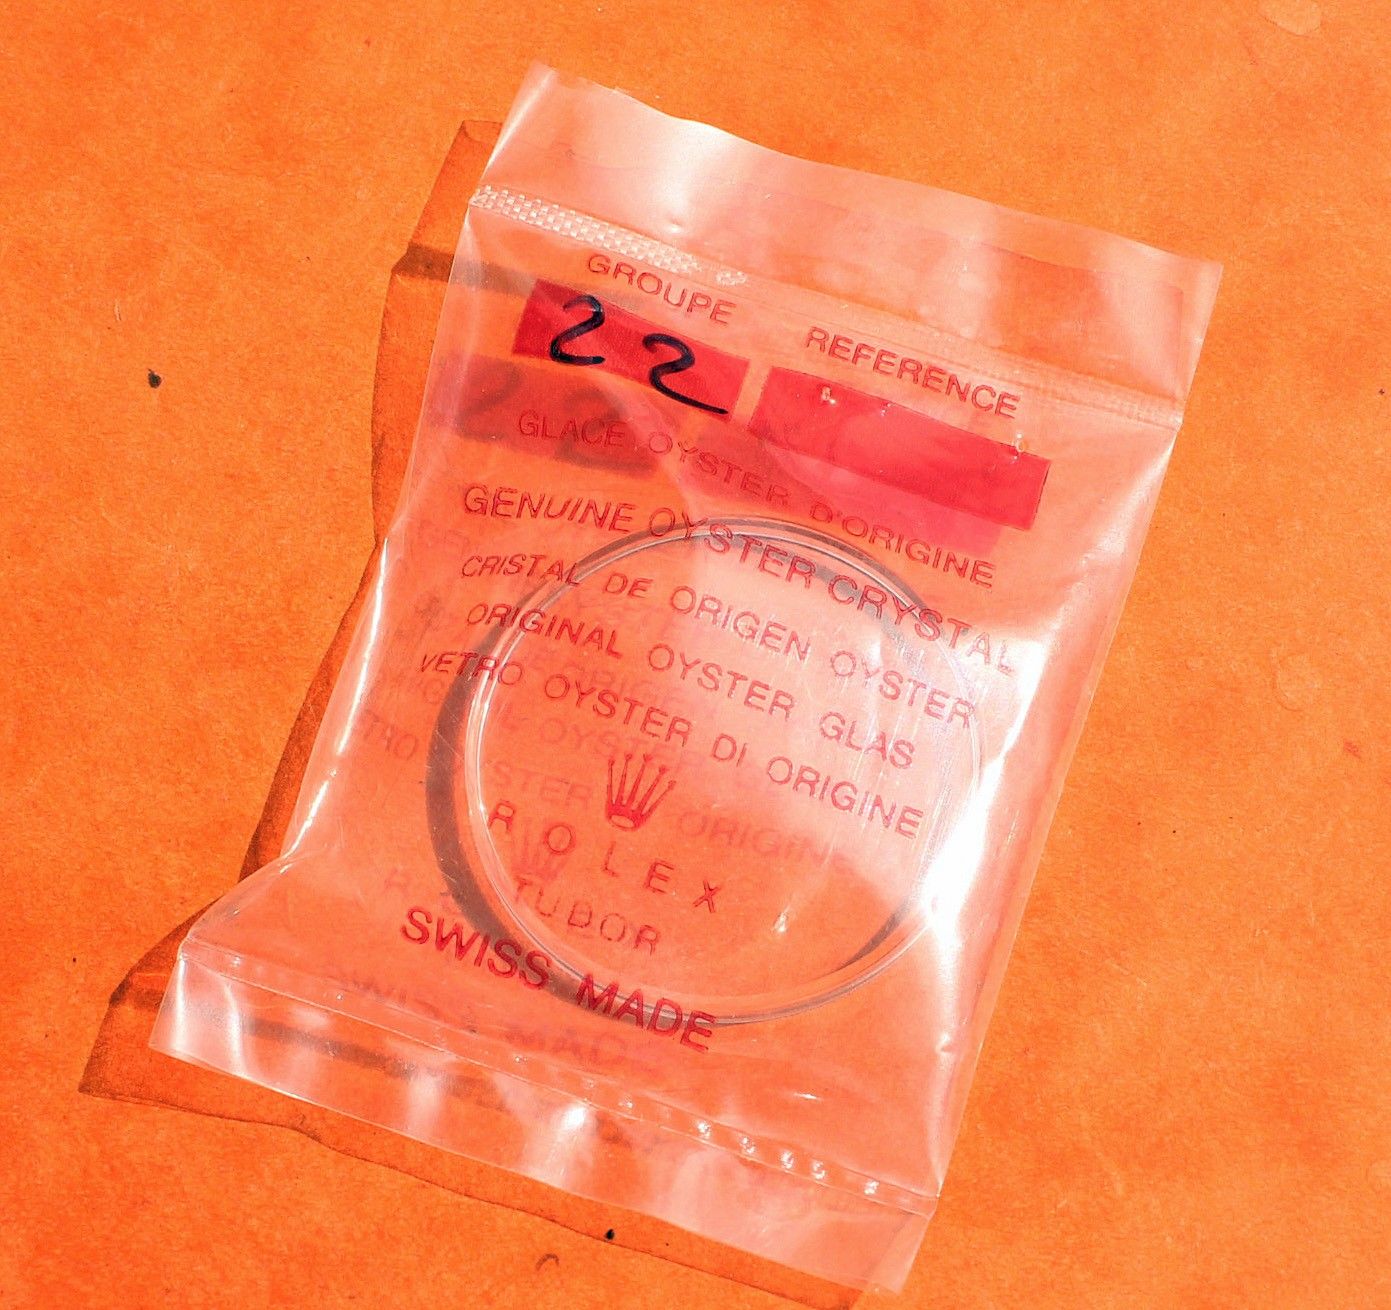 GROUPE REFERENCE
22
GLACE OYSTER D'ORIGINE
GENUINE OYSTER CRYSTAL
CRISTAL DE ORIGEN OYSTER
ORIGINAL OYSTER GLAS
VETRO OYSTER DI ORIGINE
ROLEX
TUDOR
SWISS MADE